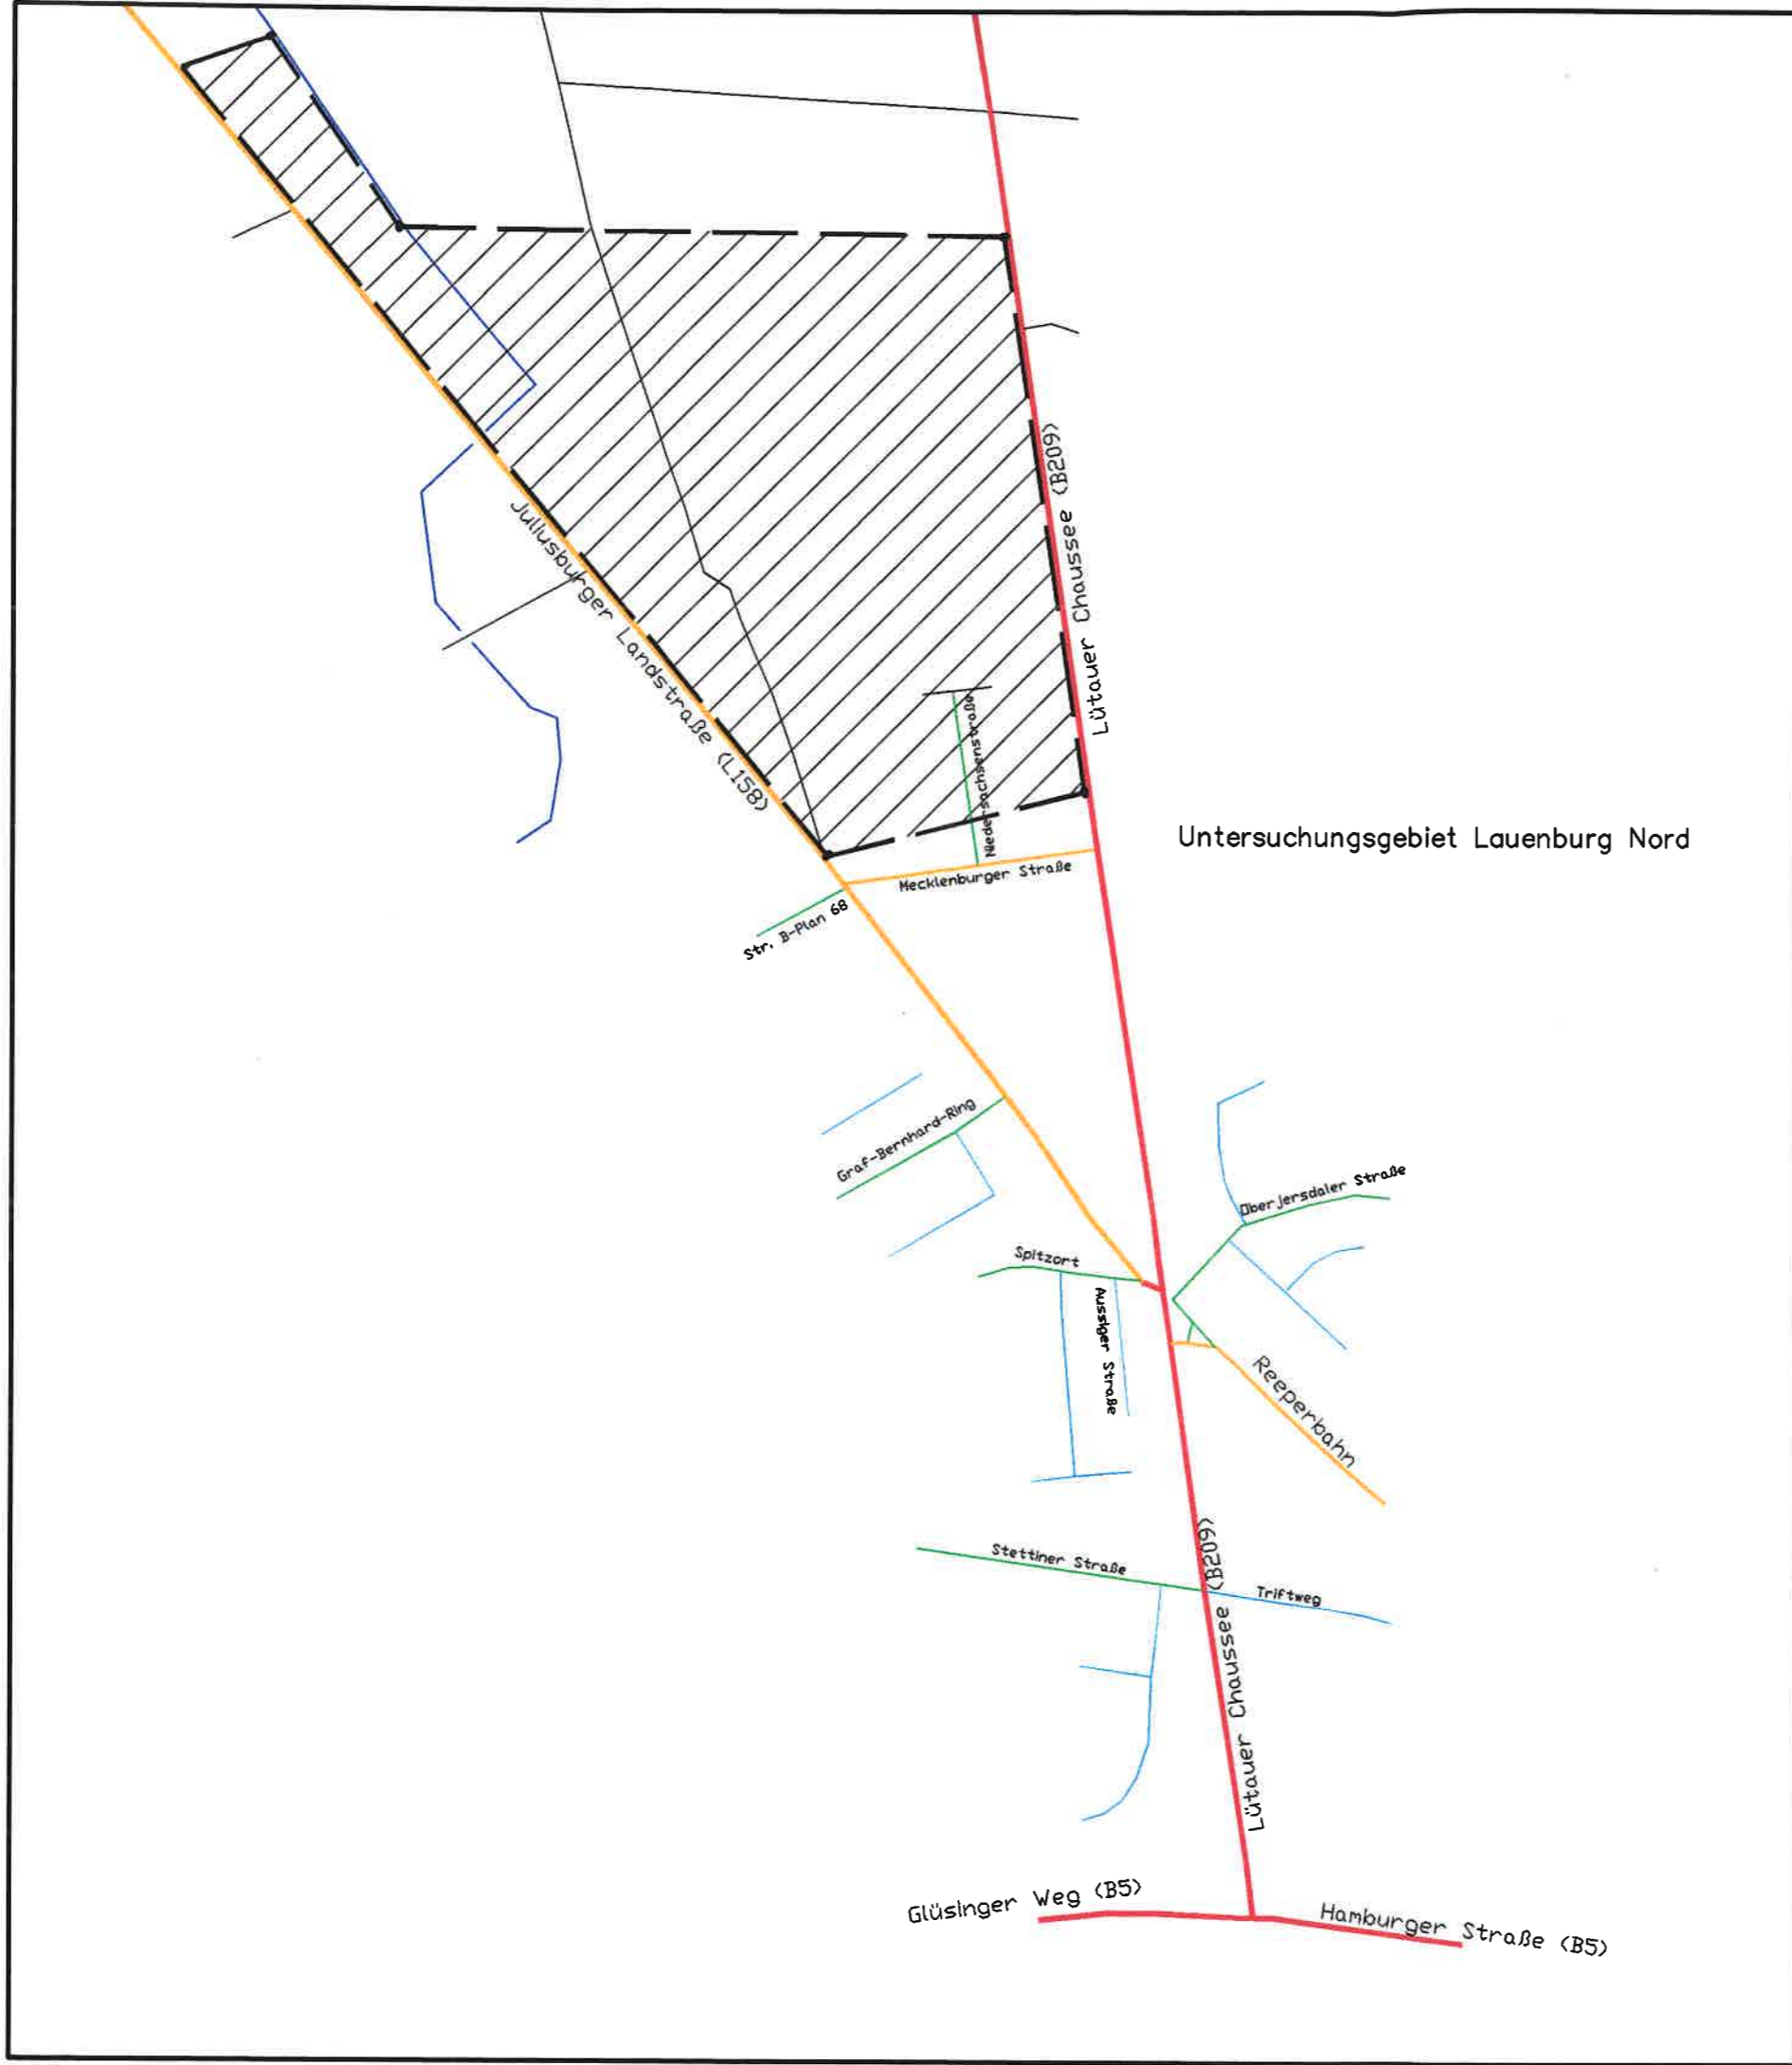 Lütauer Chaussee (B209)
Juliusburger Landstraße (L158)
Niedersachsenstraße
Untersuchungsgebiet Lauenburg Nord
Mecklenburger Straße
Str. B-Plan 68
Graf-Bernhard-Ring
Oberjersdaler Straße
Spitzort
Aussiger Straße
Reeperbahn
Stettiner Straße
Triftweg
Lütauer Chaussee (B209)
Glüsinger Weg (B5)
Hamburger Straße (B5)